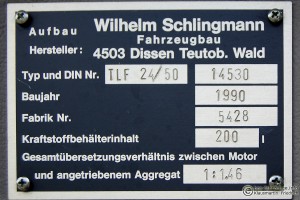 Aufbau Wilhelm Schlingmann
Hersteller: Fahrzeugbau
4503 Dissen Teutob. Wald
Typ und DIN Nr. TLF 24/50 14530
Baujahr 1990
Fabrik Nr. 5428
Kraftstoffbehälterinhalt 200 l
Gesamtübersetzungsverhältnis zwischen Motor
und angetriebenem Aggregat 1:1.46